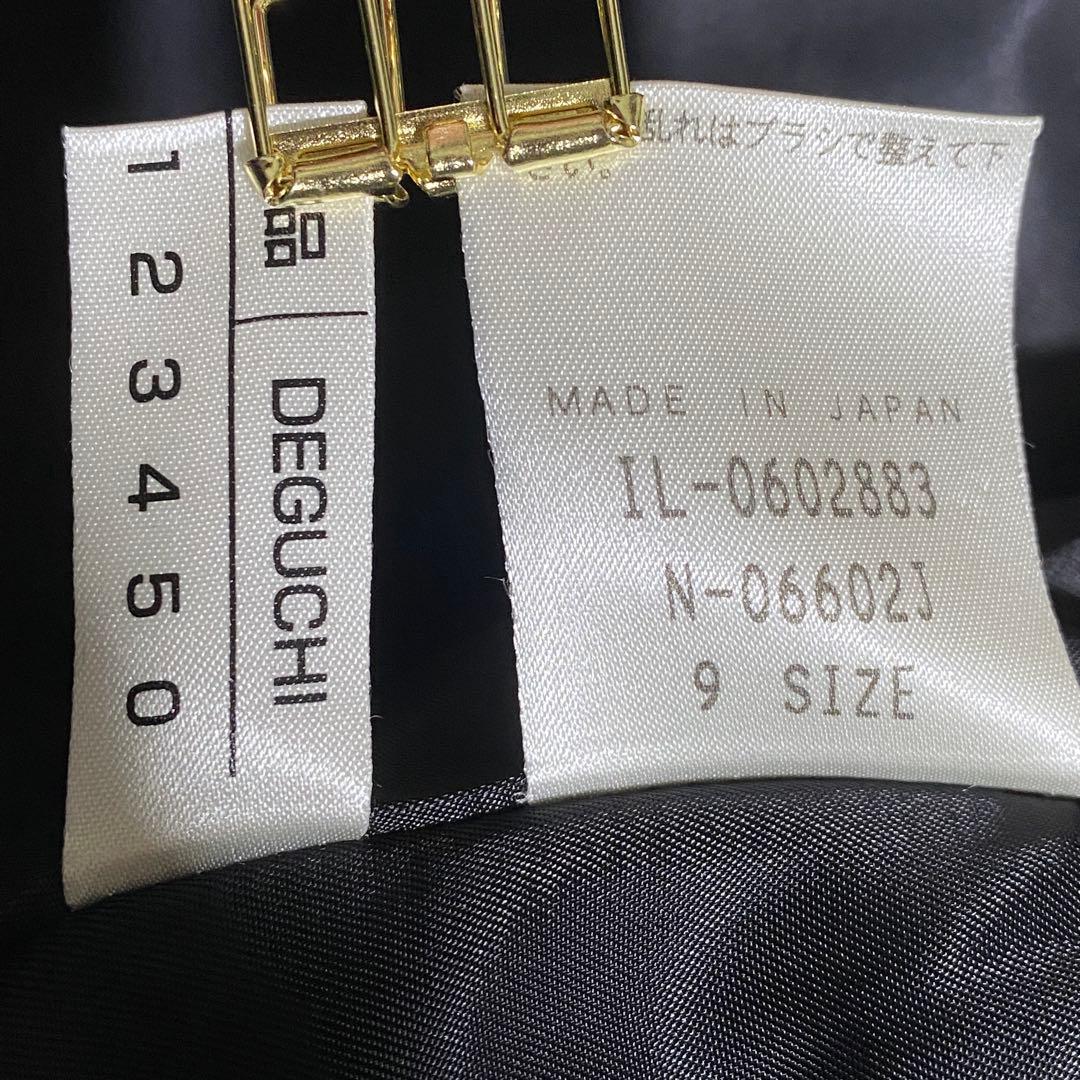 品 DEGUCHI
1 2 3 4 5 0
乱れはブラシで整えて下
さい。
MADE IN JAPAN
IL-0602883
N-06602J
9 SIZE